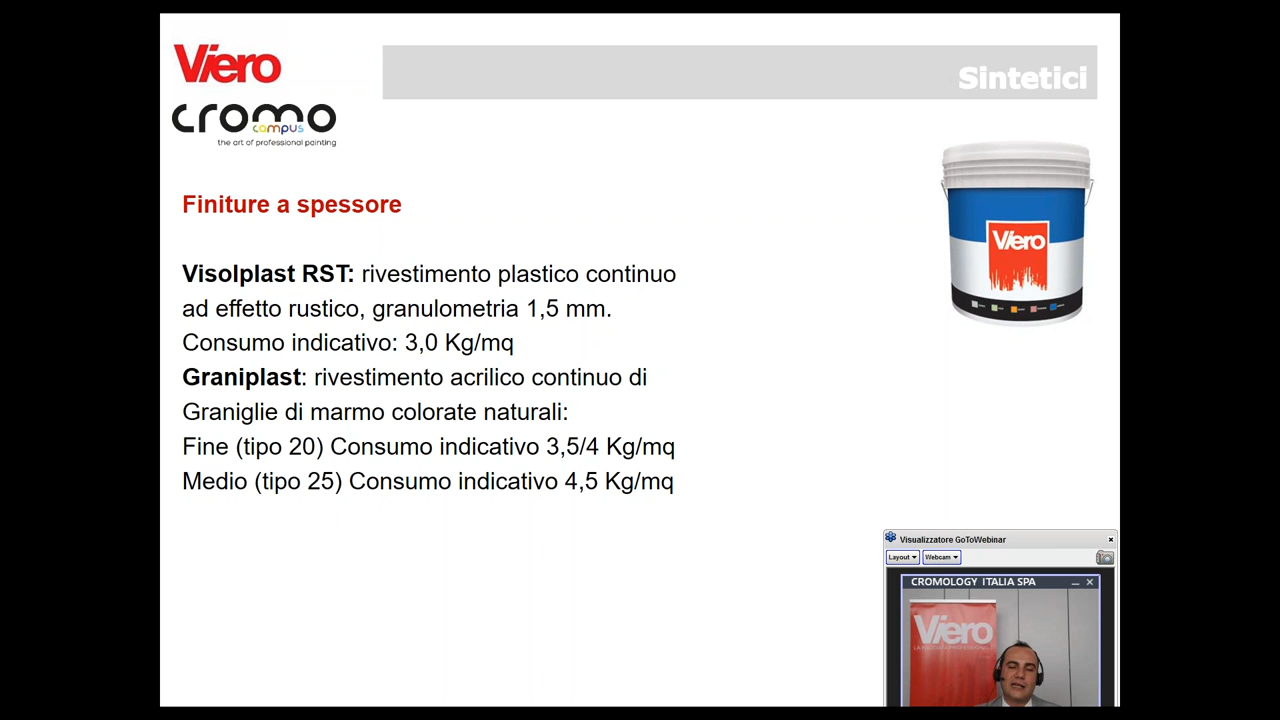 Viero
cromo
campus
the art of professional painting
Sintetici
Viero
Finiture a spessore
Visolplast RST: rivestimento plastico continuo
ad effetto rustico, granulometria 1,5 mm.
Consumo indicativo: 3,0 Kg/mq
Graniplast: rivestimento acrilico continuo di
Graniglie di marmo colorate naturali:
Fine (tipo 20) Consumo indicativo 3,5/4 Kg/mq
Medio (tipo 25) Consumo indicativo 4,5 Kg/mq
Visualizzatore GoToWebinar
Layout
Webcam
CROMOLOGY ITALIA SPA
Viero